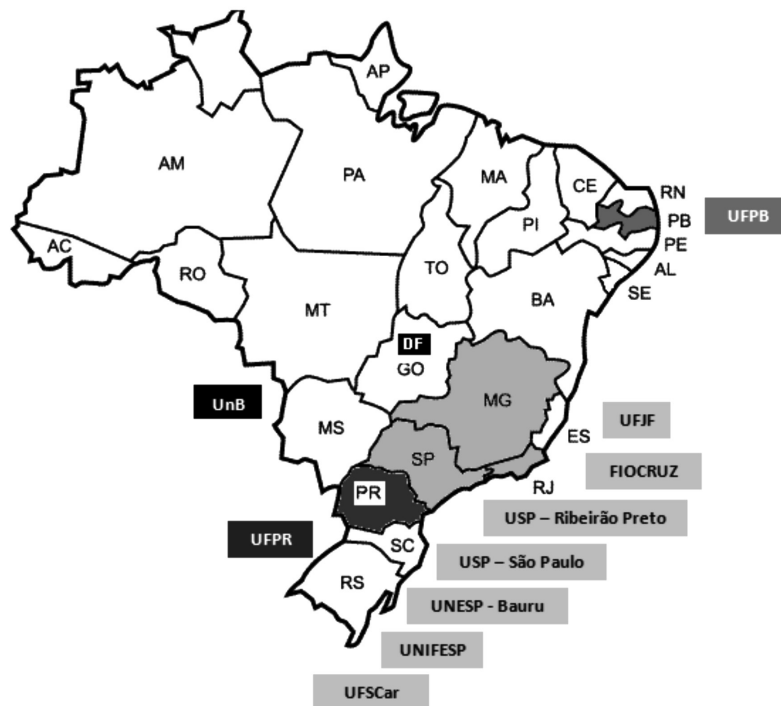 AP
AM
PA
MA
CE
RN
UFPB
PB
PI
PE
AC
RO
TO
AL
SE
BA
MT
DF
GO
UnB
MG
MS
ES
UFJF
SP
FIOCRUZ
RJ
PR
USP – Ribeirão Preto
UFPR
SC
USP – São Paulo
RS
UNESP - Bauru
UNIFESP
UFSCar